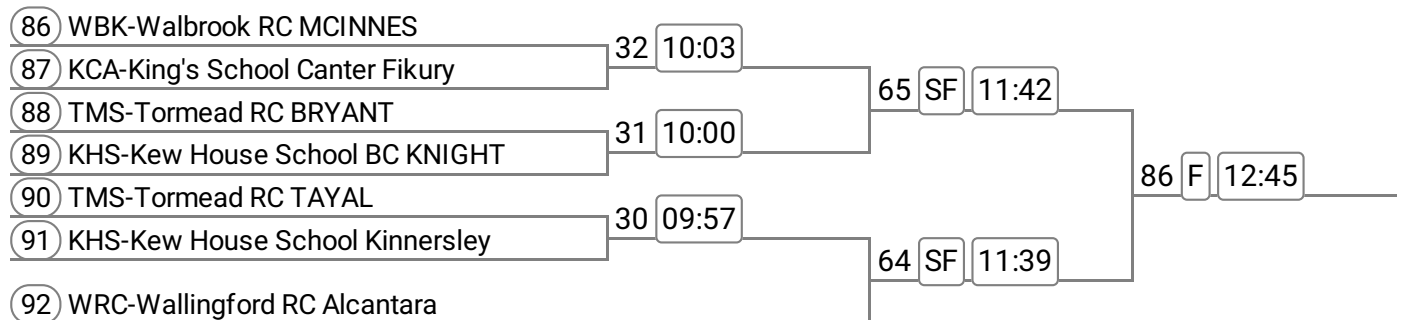 86 WBK-Walbrook RC MCINNES
32 10:03
87 KCA-King's School Canter Fikury
65 SF 11:42
88 TMS-Tormead RC BRYANT
31 10:00
89 KHS-Kew House School BC KNIGHT
86 F 12:45
90 TMS-Tormead RC TAYAL
30 09:57
91 KHS-Kew House School Kinnersley
64 SF 11:39
92 WRC-Wallingford RC Alcantara